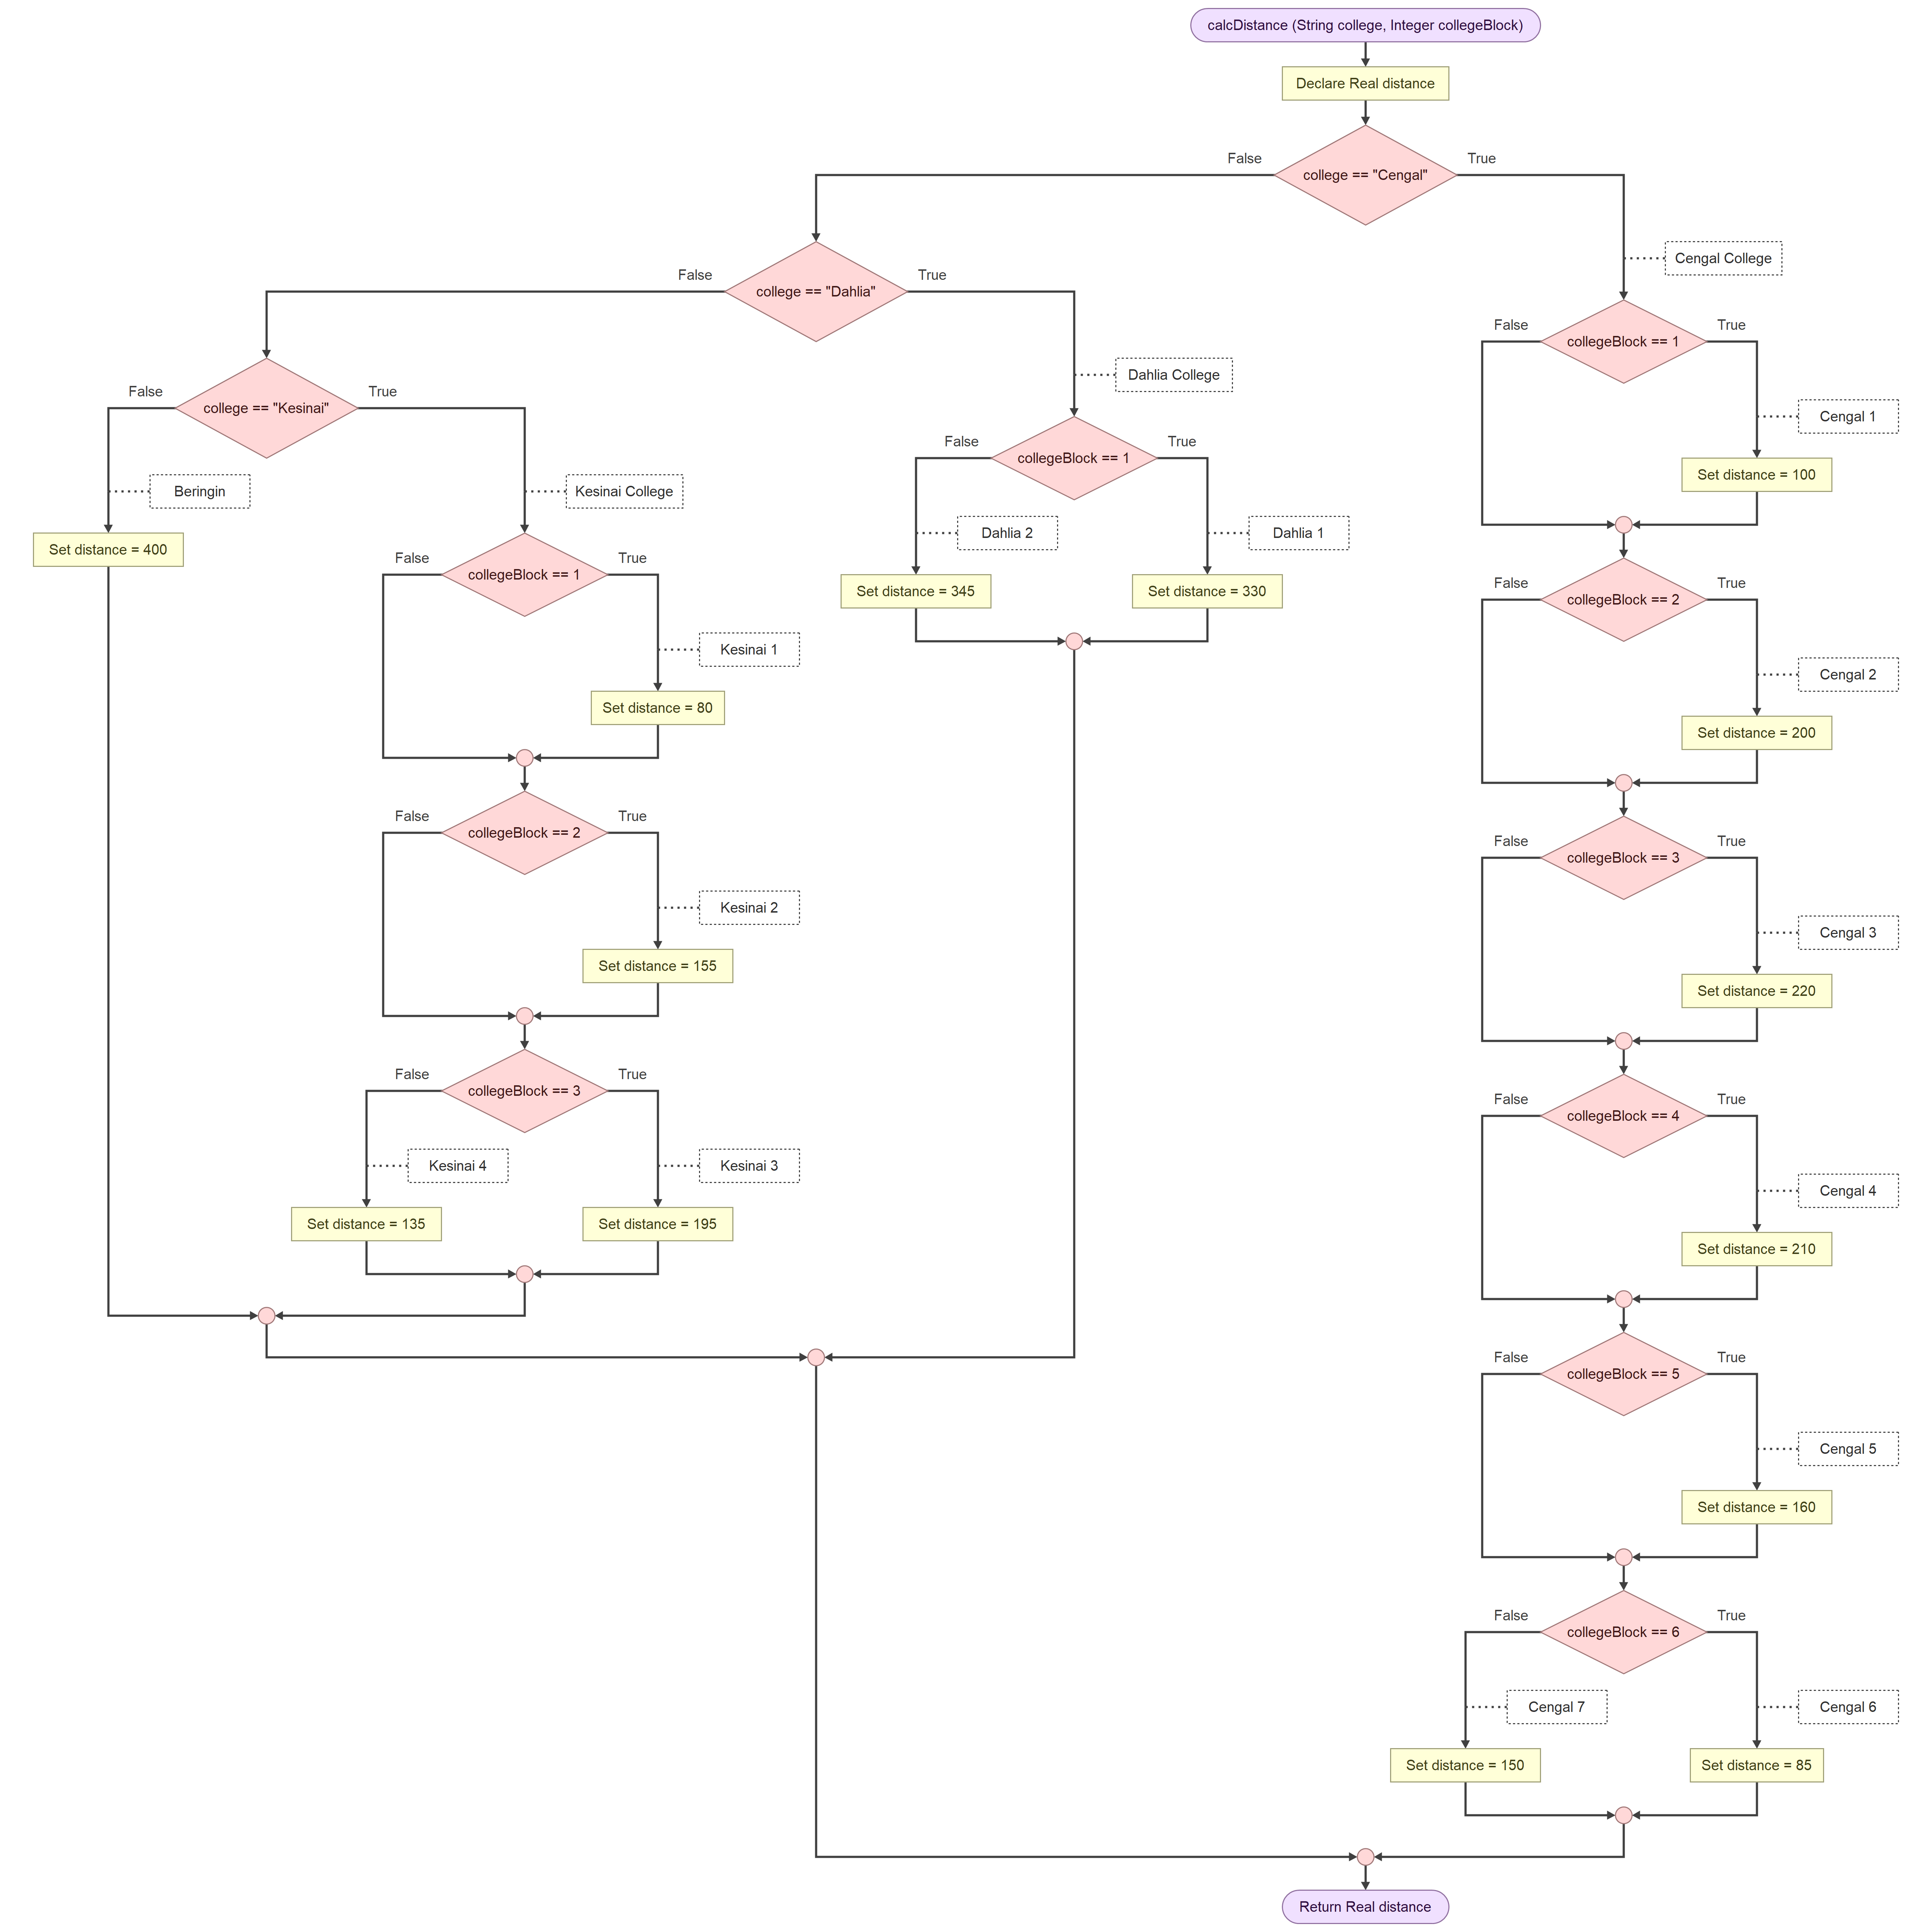 calcDistance (String college, Integer collegeBlock)
Declare Real distance
college == "Cengal"
False
True
Cengal College
college == "Dahlia"
False
True
Dahlia College
college == "Kesinai"
False
True
Beringin
Set distance = 400
Kesinai College
collegeBlock == 1
False
True
Kesinai 1
Set distance = 80
collegeBlock == 2
False
True
Kesinai 2
Set distance = 155
collegeBlock == 3
False
True
Kesinai 4
Set distance = 135
Kesinai 3
Set distance = 195
collegeBlock == 1
False
True
Dahlia 2
Set distance = 345
Dahlia 1
Set distance = 330
collegeBlock == 1
False
True
Cengal 1
Set distance = 100
collegeBlock == 2
False
True
Cengal 2
Set distance = 200
collegeBlock == 3
False
True
Cengal 3
Set distance = 220
collegeBlock == 4
False
True
Cengal 4
Set distance = 210
collegeBlock == 5
False
True
Cengal 5
Set distance = 160
collegeBlock == 6
False
True
Cengal 7
Set distance = 150
Cengal 6
Set distance = 85
Return Real distance